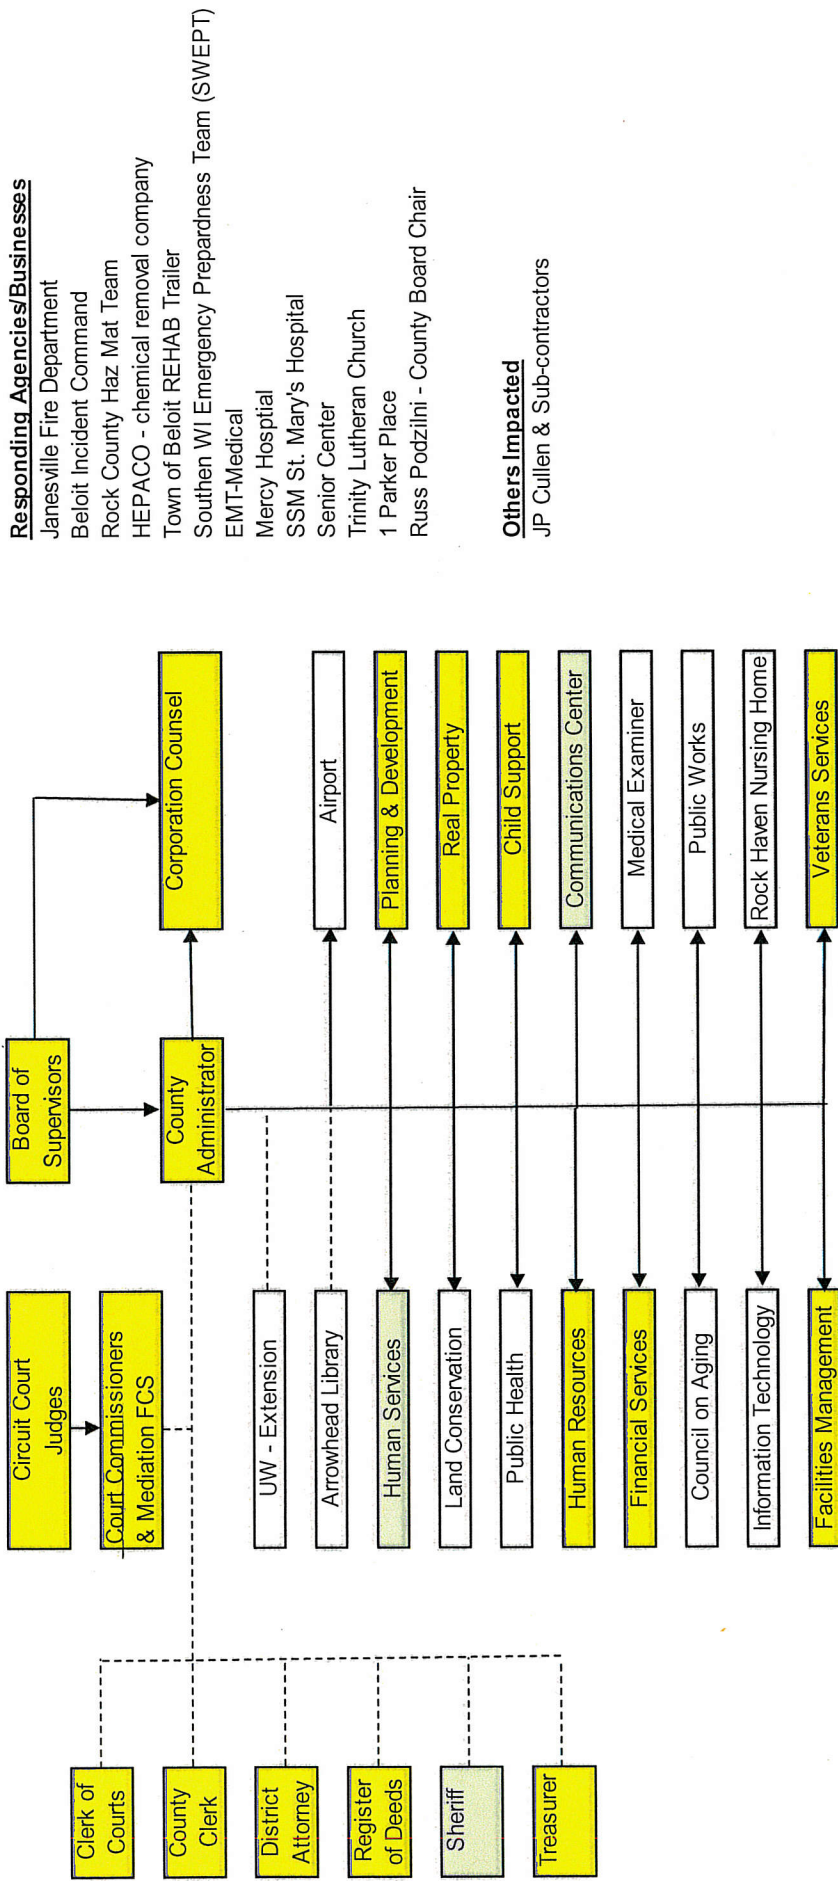 Clerk of
Courts
County
Clerk
District
Attorney
Register
of Deeds
Sheriff
Treasurer
Circuit Court
Judges
Court Commissioners
& Mediation FCS
Board of
Supervisors
County
Administrator
Corporation Counsel
UW - Extension
Arrowhead Library
Airport
Human Services
Planning & Development
Land Conservation
Real Property
Public Health
Child Support
Human Resources
Communications Center
Financial Services
Medical Examiner
Council on Aging
Public Works
Information Technology
Rock Haven Nursing Home
Facilities Management
Veterans Services
Responding Agencies/Businesses
Janesville Fire Department
Beloit Incident Command
Rock County Haz Mat Team
HEPACO - chemical removal company
Town of Beloit REHAB Trailer
Southen WI Emergency Prepardness Team (SWEPT)
EMT-Medical
Mercy Hosptial
SSM St. Mary's Hospital
Senior Center
Trinity Lutheran Church
1 Parker Place
Russ Podzilni - County Board Chair
Others Impacted
JP Cullen & Sub-contractors